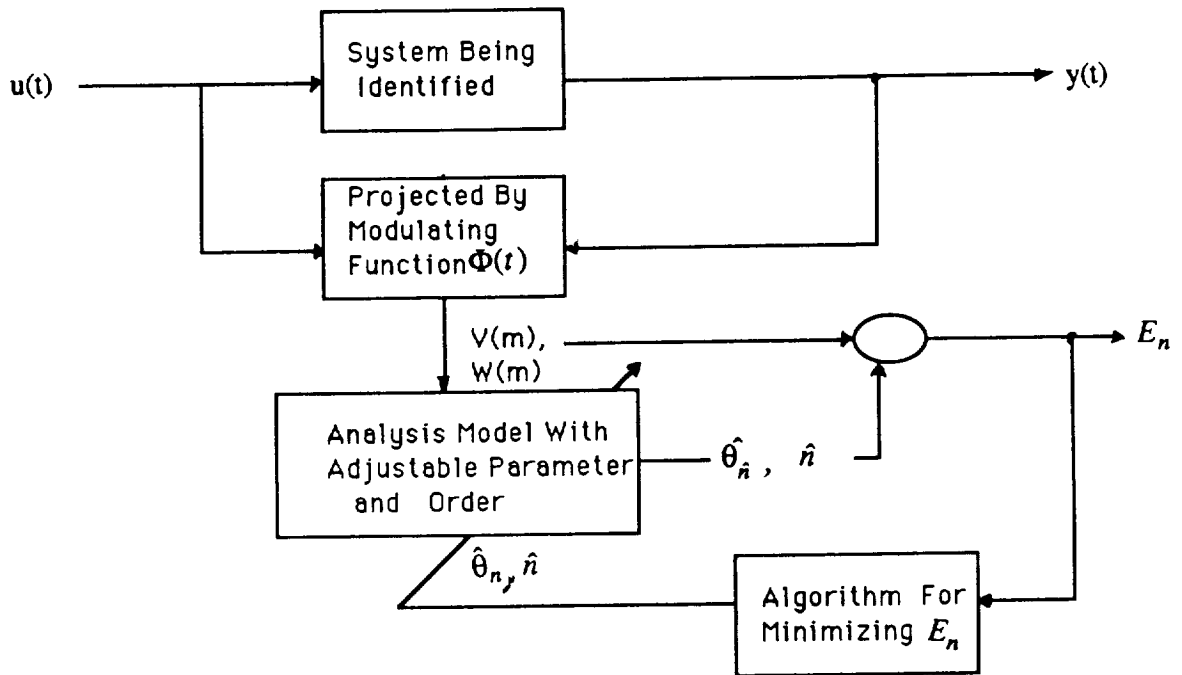 System Being
Identified
u(t)
y(t)
Projected By
Modulating
Function Φ(t)
V(m),
W(m)
E_n
Analysis Model With
Adjustable Parameter
and Order
θ̂_n̂ , n̂
θ̂_n, n̂
Algorithm For
Minimizing E_n